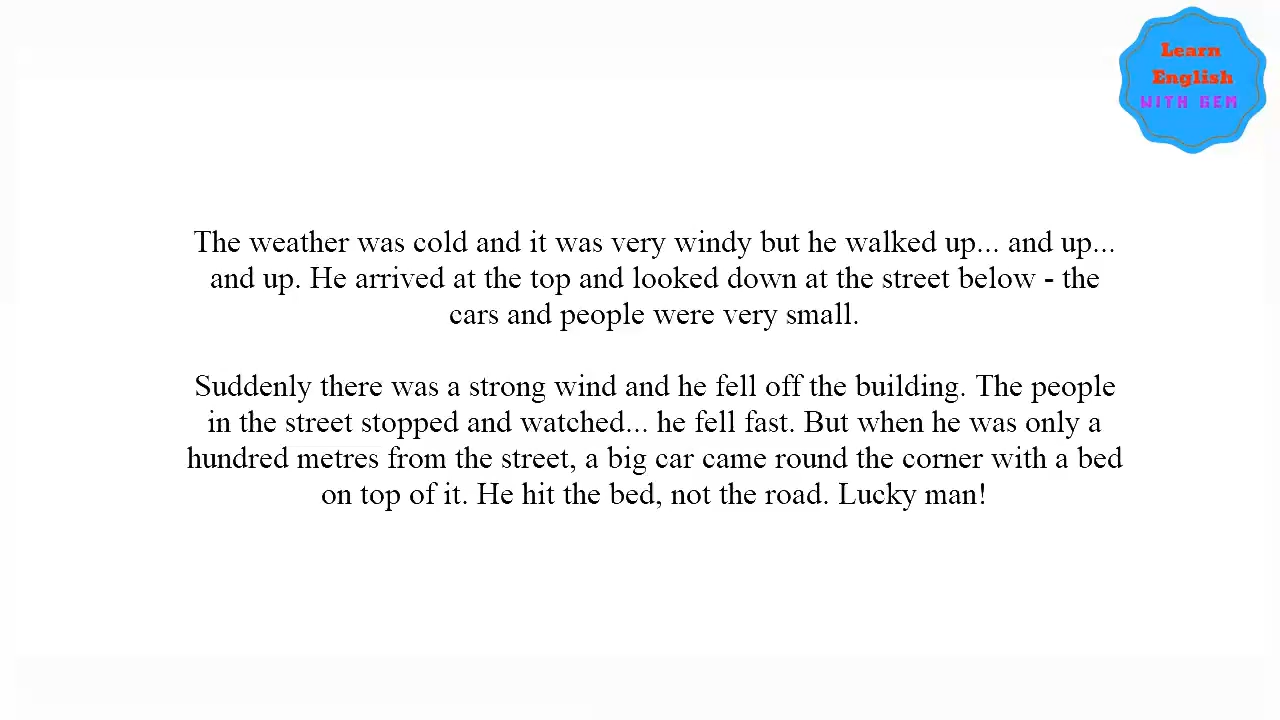 Learn
English
WITH GEM
The weather was cold and it was very windy but he walked up... and up...
and up. He arrived at the top and looked down at the street below - the
cars and people were very small.
Suddenly there was a strong wind and he fell off the building. The people
in the street stopped and watched... he fell fast. But when he was only a
hundred metres from the street, a big car came round the corner with a bed
on top of it. He hit the bed, not the road. Lucky man!